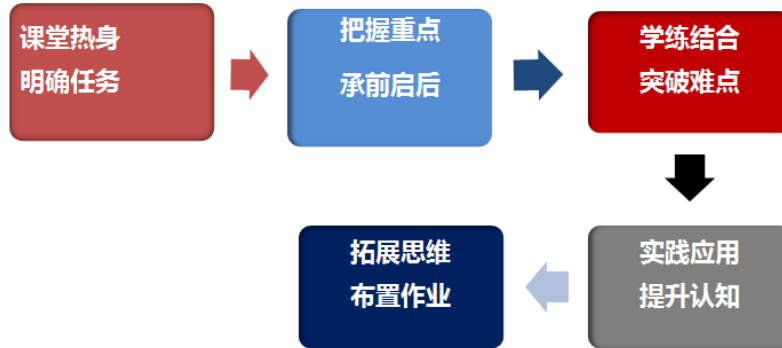 课堂热身
明确任务
把握重点
承前启后
学练结合
突破难点
实践应用
提升认知
拓展思维
布置作业